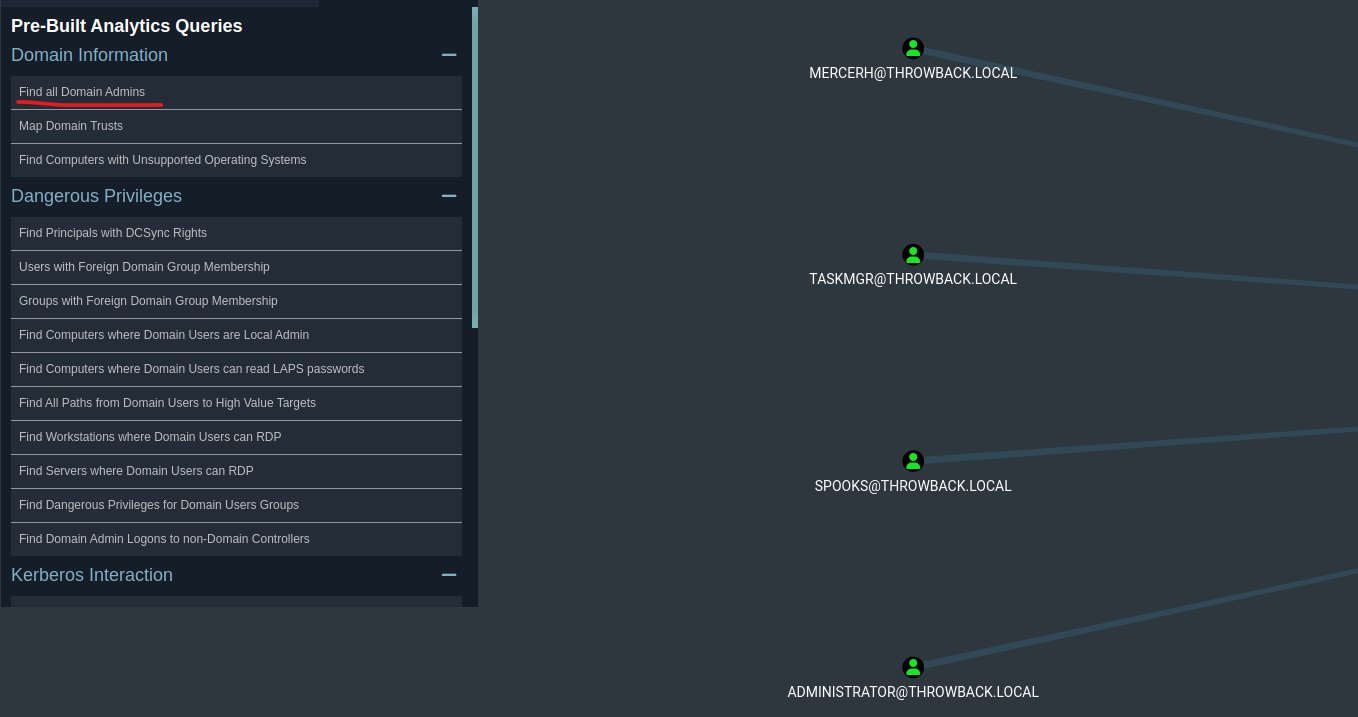 Pre-Built Analytics Queries
Domain Information
Find all Domain Admins
Map Domain Trusts
Find Computers with Unsupported Operating Systems
Dangerous Privileges
Find Principals with DCSync Rights
Users with Foreign Domain Group Membership
Groups with Foreign Domain Group Membership
Find Computers where Domain Users are Local Admin
Find Computers where Domain Users can read LAPS passwords
Find All Paths from Domain Users to High Value Targets
Find Workstations where Domain Users can RDP
Find Servers where Domain Users can RDP
Find Dangerous Privileges for Domain Users Groups
Find Domain Admin Logons to non-Domain Controllers
Kerberos Interaction
MERCERH@THROWBACK.LOCAL
TASKMGR@THROWBACK.LOCAL
SPOOKS@THROWBACK.LOCAL
ADMINISTRATOR@THROWBACK.LOCAL